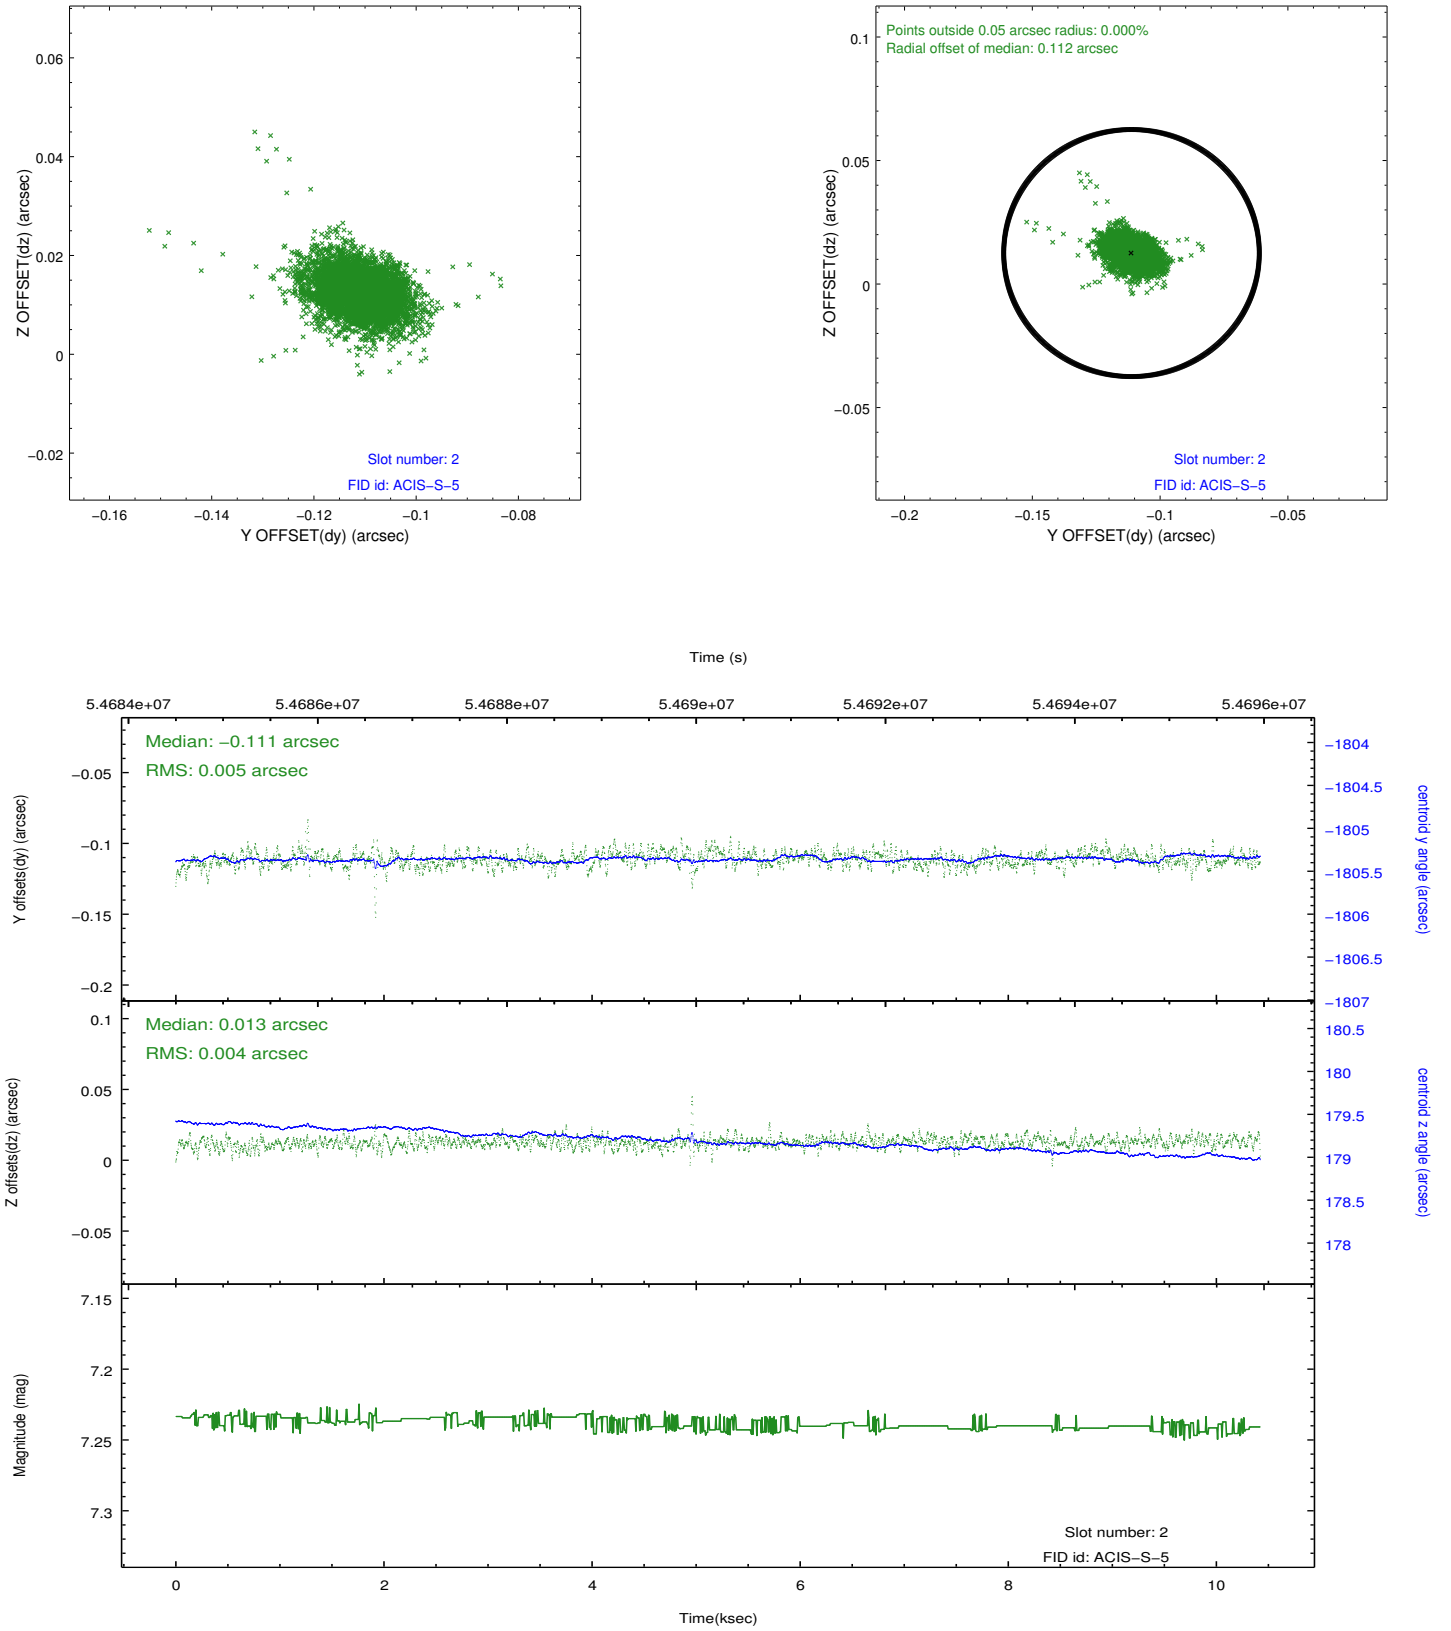 0.06
0.04
0.02
0
−0.02
Z OFFSET(dz) (arcsec)
Slot number: 2
FID id: ACIS−S−5
−0.16
−0.14
−0.12
−0.1
−0.08
Y OFFSET(dy) (arcsec)
Points outside 0.05 arcsec radius: 0.000%
Radial offset of median: 0.112 arcsec
0.1
0.05
0
−0.05
Z OFFSET(dz) (arcsec)
Slot number: 2
FID id: ACIS−S−5
−0.2
−0.15
−0.1
−0.05
Y OFFSET(dy) (arcsec)
Time (s)
5.4684e+07
5.4686e+07
5.4688e+07
5.469e+07
5.4692e+07
5.4694e+07
5.4696e+07
Median: −0.111 arcsec
RMS: 0.005 arcsec
−0.05
−0.1
−0.15
−0.2
Y offsets(dy) (arcsec)
−1804
−1804.5
−1805
−1805.5
−1806
−1806.5
−1807
centroid y angle (arcsec)
Median: 0.013 arcsec
RMS: 0.004 arcsec
0.1
0.05
0
−0.05
Z offsets(dz) (arcsec)
180.5
180
179.5
179
178.5
178
centroid z angle (arcsec)
7.15
7.2
7.25
7.3
Magnitude (mag)
Slot number: 2
FID id: ACIS−S−5
0
2
4
6
8
10
Time(ksec)